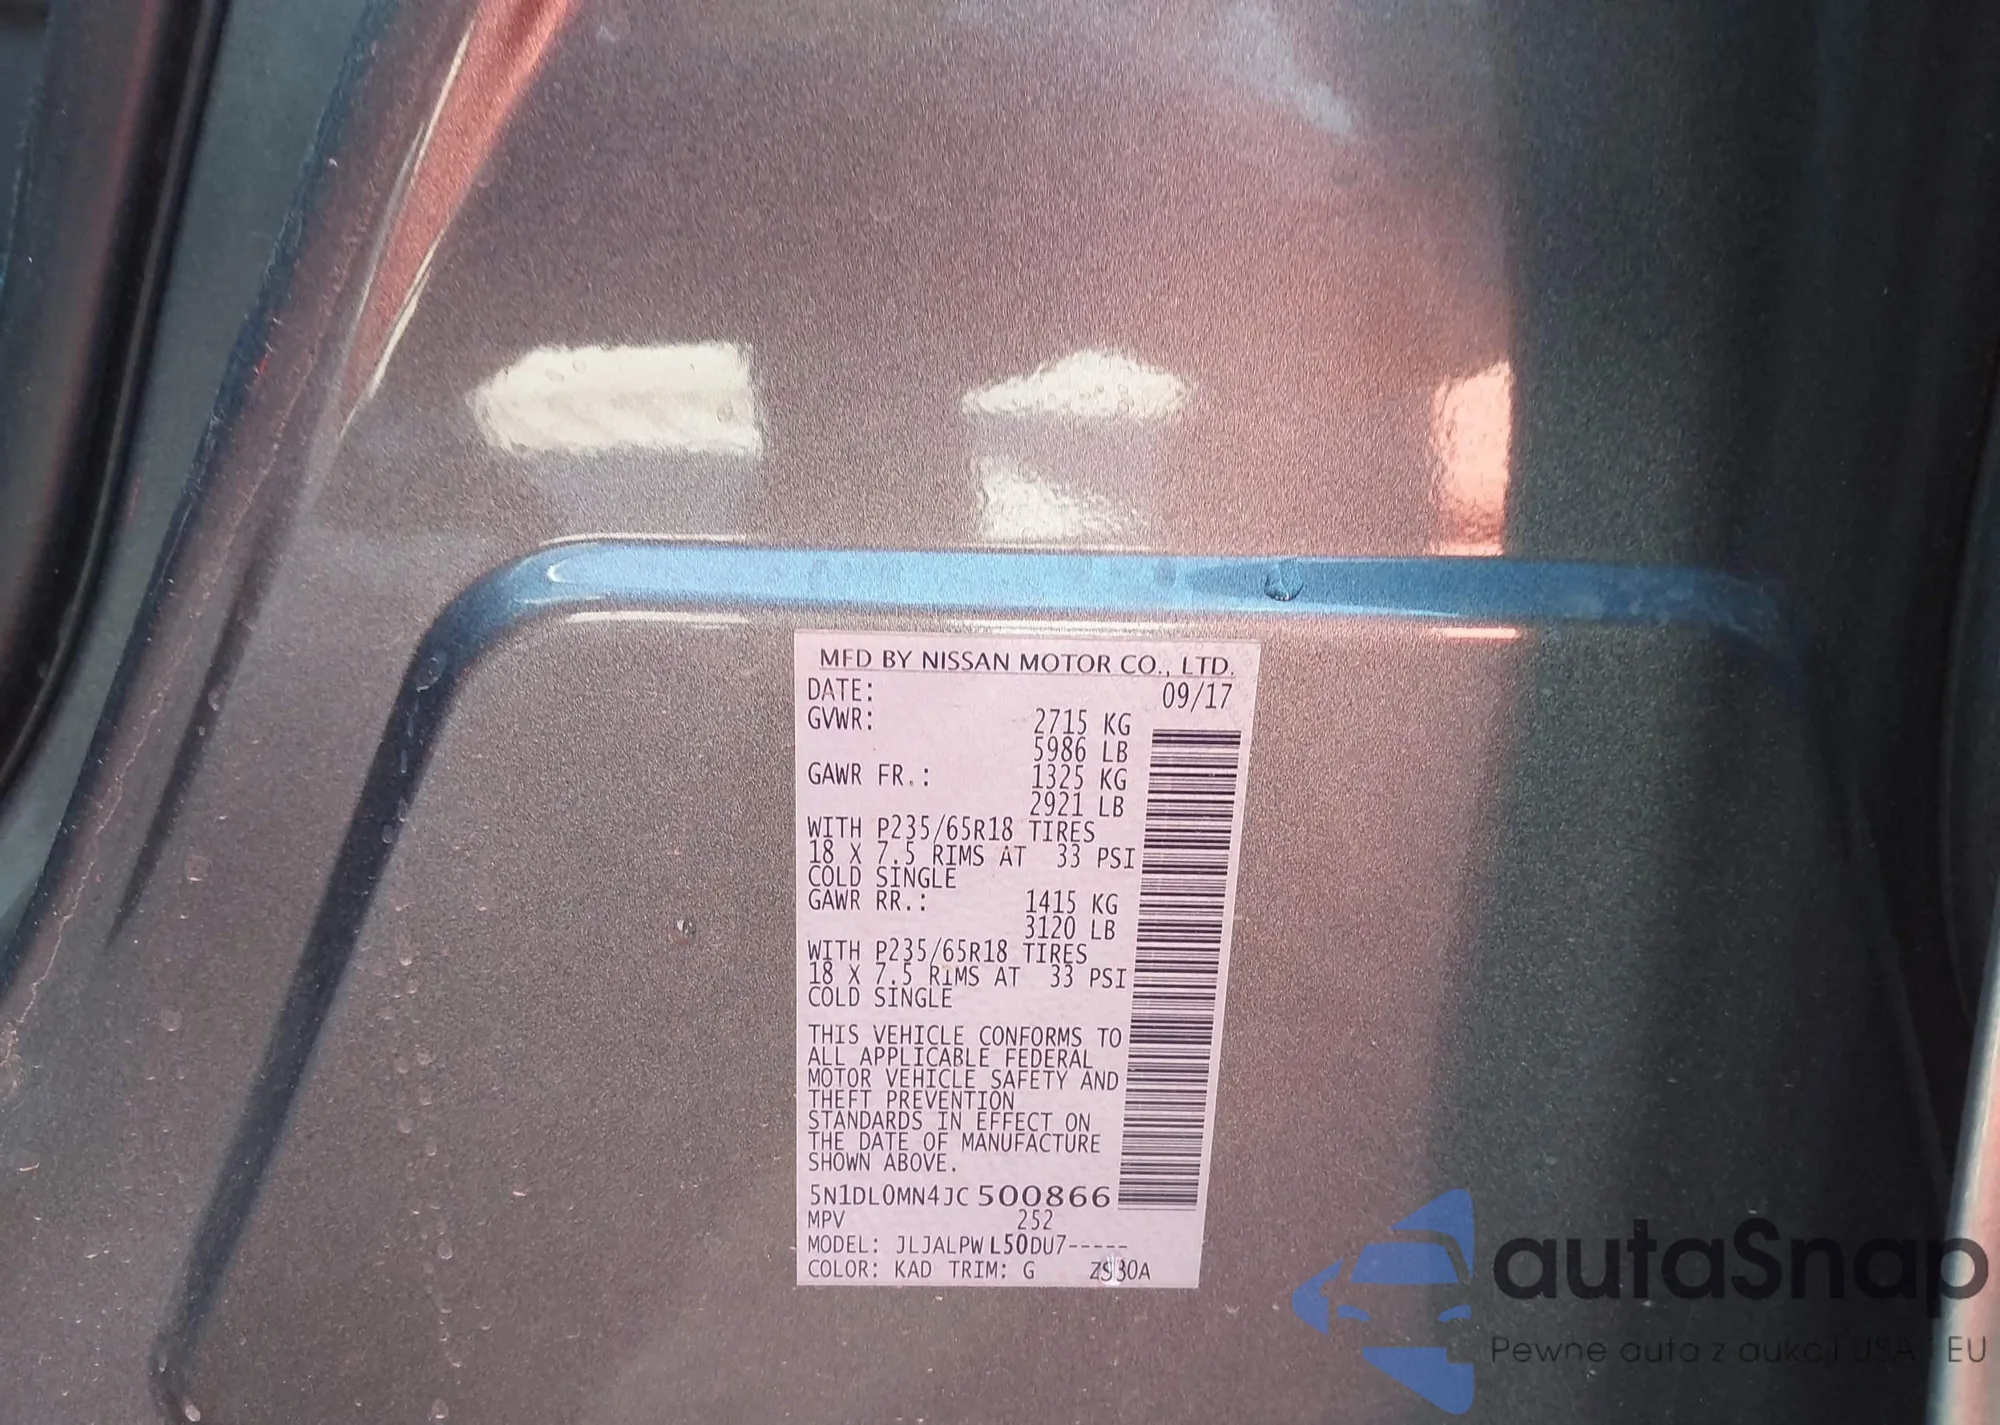 MFD BY NISSAN MOTOR CO., LTD.
DATE: 09/17
GVWR: 2715 KG
5986 LB
GAWR FR.: 1325 KG
2921 LB
WITH P235/65R18 TIRES
18 X 7.5 RIMS AT 33 PSI
COLD SINGLE
GAWR RR.: 1415 KG
3120 LB
WITH P235/65R18 TIRES
18 X 7.5 RIMS AT 33 PSI
COLD SINGLE
THIS VEHICLE CONFORMS TO
ALL APPLICABLE FEDERAL
MOTOR VEHICLE SAFETY AND
THEFT PREVENTION
STANDARDS IN EFFECT ON
THE DATE OF MANUFACTURE
SHOWN ABOVE.
5N1DL0MN4JC500866
MPV 252
MODEL: JLJALPWL50DU7-----
COLOR: KAD TRIM: G ZS30A
autaSnap
Pewne auta z aukcji USA i EU